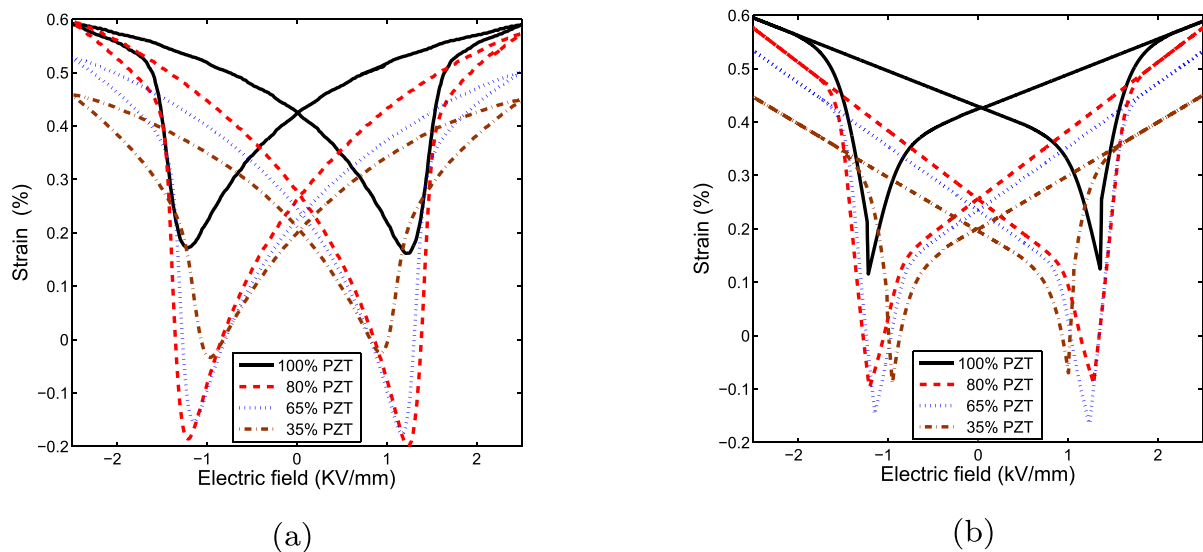 0.6
0.5
0.4
0.3
0.2
0.1
0
−0.1
−0.2
Strain (%)
100% PZT
80% PZT
65% PZT
35% PZT
−2 −1 0 1 2
Electric field (KV/mm)
(a)
0.6
0.5
0.4
0.3
0.2
0.1
0
−0.1
−0.2
Strain (%)
100% PZT
80% PZT
65% PZT
35% PZT
−2 −1 0 1 2
Electric field (kV/mm)
(b)